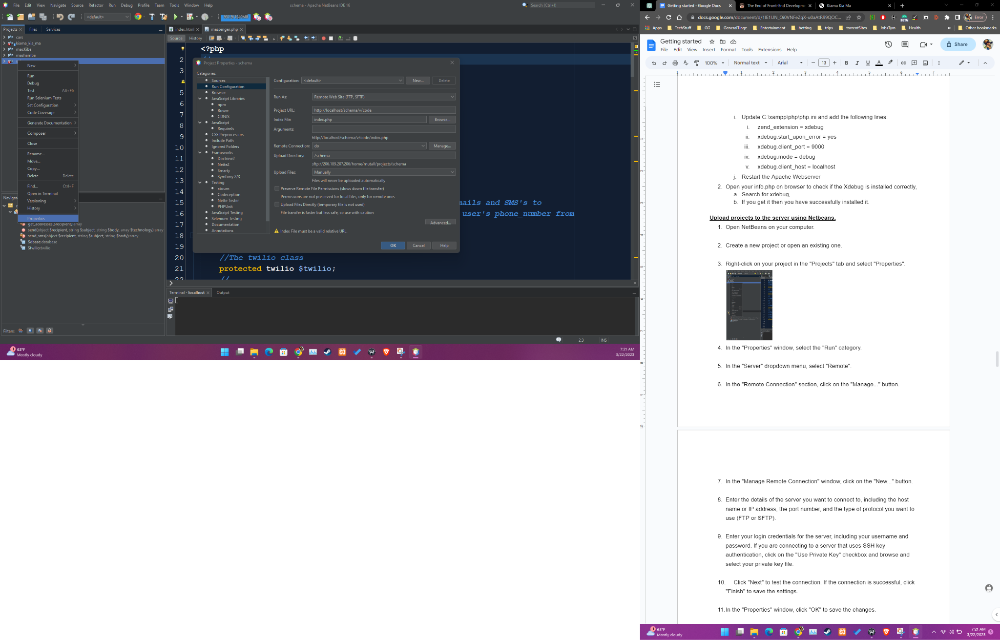 File Edit View Navigate Source Refactor Run Debug Profile Team Tools Window Help
schema - Apache NetBeans IDE 16
Search (Ctrl+I)
<default>
931.9/1240MB
Projects
Files
Services
cars
kiama_kia_ma
macKibe
mashamba
New
Run
Debug
Test Alt+F6
Run Selenium Tests
Set Configuration
Code Coverage
Generate Documentation
Composer
Close
Rename...
Move...
Copy...
Delete Delete
Find... Ctrl+F
Open in Terminal
Versioning
History
Properties
get_addresses($recipient):array
send(object $recipient, string $subject, string $body, array $technology):array
send_sms(object $recipient, string $subject, string $body):array
$dbase:database
$twilio:twilio
Filters:
index.html
messenger.php
Source
History
<?php
2
3
5
6
7
8
9
10
11
12
13
14
15 mails and SMS's to
16 user's phone_number from
17
18
19
20 //The twilio class
21 protected twilio $twilio;
22 //
Project Properties - schema
Categories:
Sources
Run Configuration
Browser
JavaScript Libraries
npm
Bower
CDNJS
JavaScript
RequireJs
CSS Preprocessors
Include Path
Ignored Folders
Frameworks
Doctrine2
Nette2
Smarty
Symfony 2/3
Testing
atoum
Codeception
Nette Tester
PHPUnit
JavaScript Testing
Selenium Testing
Documentation
Annotations
Configuration: <default> New... Delete
Run As: Remote Web Site (FTP, SFTP)
Project URL: http://localhost/schema/v/code
Index File: index.php Browse...
Arguments:
http://localhost/schema/v/code/index.php
Remote Connection: do Manage...
Upload Directory: /schema
sftp://206.189.207.206/home/mutall/projects/schema
Upload Files: Manually
Files will never be uploaded automatically
Preserve Remote File Permissions (slows down file transfer)
Permissions are not preserved for local files, only for remote ones
Upload Files Directly (temporary file is not used)
File transfer is faster but less safe, so use with caution
Advanced...
Index File must be a valid relative URL.
OK Cancel Help
Terminal - localhost
Output
2:3 INS
63°F
Mostly cloudy
7:21 AM
3/22/2023
Getting started - Google Docs
The End of Front-End Developm
Kiama Kia Ma
docs.google.com/document/d/1IE1UN_Oi0VNFeZqX-u0aAtR99QOC...
BETA
Error
Apps TechStuff GG GeneralTingz Entertainment betting trips torrentSites JobsTym Health » Other bookmarks
Getting started
File Edit View Insert Format Tools Extensions Help
Share
100% Normal text Arial 13
i. Update C:\xampp\php\php.ini and add the following lines:
i. zend_extension = xdebug
ii. xdebug.start_upon_error = yes
iii. xdebug.client_port = 9000
iv. xdebug.mode = debug
v. xdebug.client_host = localhost
j. Restart the Apache Webserver
2. Open your info.php on browser to check if the Xdebug is installed correctly,
a. Search for xdebug,
b. If you get it then you have successfully installed it.
Upload projects to the server using Netbeans.
1. Open NetBeans on your computer.
2. Create a new project or open an existing one.
3. Right-click on your project in the "Projects" tab and select "Properties".
4. In the "Properties" window, select the "Run" category.
5. In the "Server" dropdown menu, select "Remote".
6. In the "Remote Connection" section, click on the "Manage..." button.
7. In the "Manage Remote Connection" window, click on the "New..." button.
8. Enter the details of the server you want to connect to, including the host
name or IP address, the port number, and the type of protocol you want to
use (FTP or SFTP).
9. Enter your login credentials for the server, including your username and
password. If you are connecting to a server that uses SSH key
authentication, click on the "Use Private Key" checkbox and browse and
select your private key file.
10. Click "Next" to test the connection. If the connection is successful, click
"Finish" to save the settings.
11. In the "Properties" window, click "OK" to save the changes.
63°F
Mostly cloudy
7:21 AM
3/22/2023